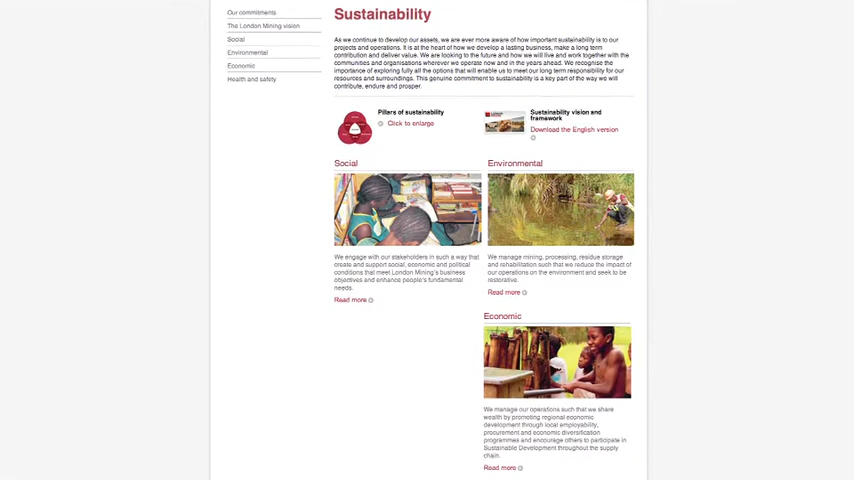 Our commitments
The London Mining vision
Social
Environmental
Economic
Health and safety
Sustainability
As we continue to develop our assets, we are ever more aware of how important sustainability is to our
projects and operations. It is at the heart of how we develop a lasting business, make a long term
contribution and deliver value. We are looking to the future and how we will live and work together with the
communities and organisations wherever we operate now and in the years ahead. We recognise the
importance of exploring fully all the options that will enable us to meet our long term responsibility for our
resources and surroundings. This genuine commitment to sustainability is a key part of the way we will
contribute, endure and prosper.
Pillars of sustainability
Click to enlarge
Sustainability vision and
framework
Download the English version
Social
We engage with our stakeholders in such a way that
create and support social, economic and political
conditions that meet London Mining's business
objectives and enhance people's fundamental
needs.
Read more
Environmental
We manage mining, processing, residue storage
and rehabilitation such that we reduce the impact of
our operations on the environment and seek to be
restorative.
Read more
Economic
We manage our operations such that we share
wealth by promoting regional economic
development through local employability,
procurement and economic diversification
programmes and encourage others to participate in
Sustainable Development throughout the supply
chain.
Read more